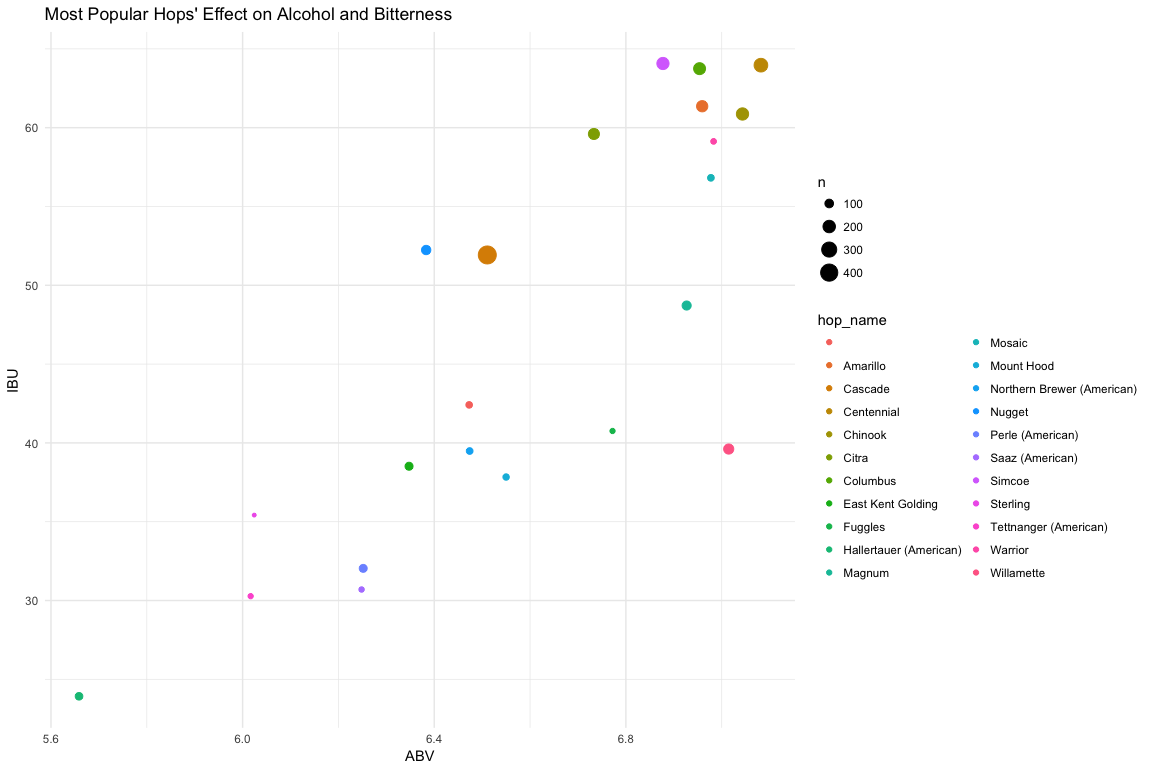 Most Popular Hops' Effect on Alcohol and Bitterness
60
50
40
30
IBU
5.6
6.0
6.4
6.8
ABV
n
100
200
300
400
hop_name
Amarillo
Cascade
Centennial
Chinook
Citra
Columbus
East Kent Golding
Fuggles
Hallertauer (American)
Magnum
Mosaic
Mount Hood
Northern Brewer (American)
Nugget
Perle (American)
Saaz (American)
Simcoe
Sterling
Tettnanger (American)
Warrior
Willamette